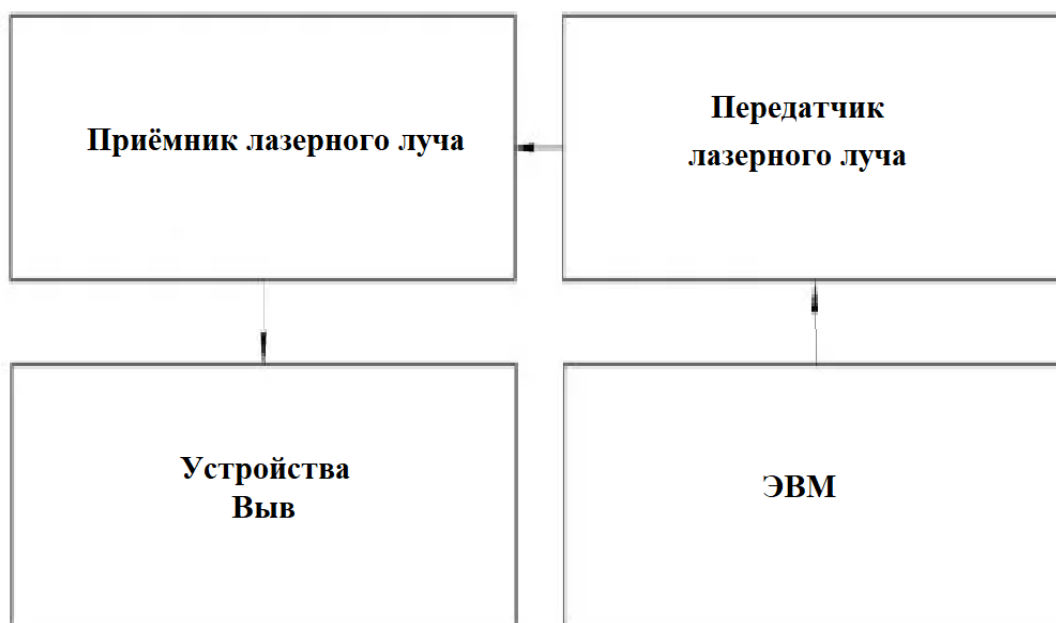 Приёмник лазерного луча
Передатчик
лазерного луча
Устройства
Выв
ЭВМ